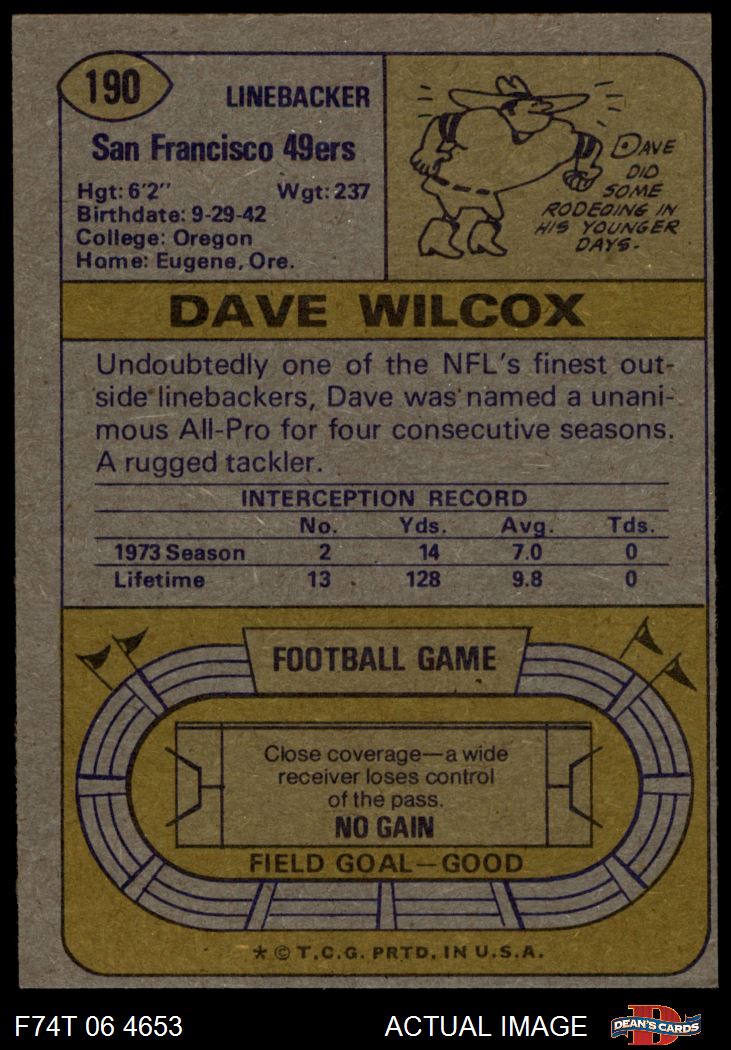 190
LINEBACKER
San Francisco 49ers
Hgt: 6'2" Wgt: 237
Birthdate: 9-29-42
College: Oregon
Home: Eugene, Ore.
DAVE
DID
SOME
RODEOING IN
HIS YOUNGER
DAYS.
DAVE WILCOX
Undoubtedly one of the NFL's finest out-
side linebackers, Dave was named a unani-
mous All-Pro for four consecutive seasons.
A rugged tackler.
INTERCEPTION RECORD
No. Yds. Avg. Tds.
1973 Season 2 14 7.0 0
Lifetime 13 128 9.8 0
FOOTBALL GAME
Close coverage—a wide
receiver loses control
of the pass.
NO GAIN
FIELD GOAL—GOOD
* © T.C.G. PRTD. IN U.S.A.
F74T 06 4653 ACTUAL IMAGE DEAN'S CARDS